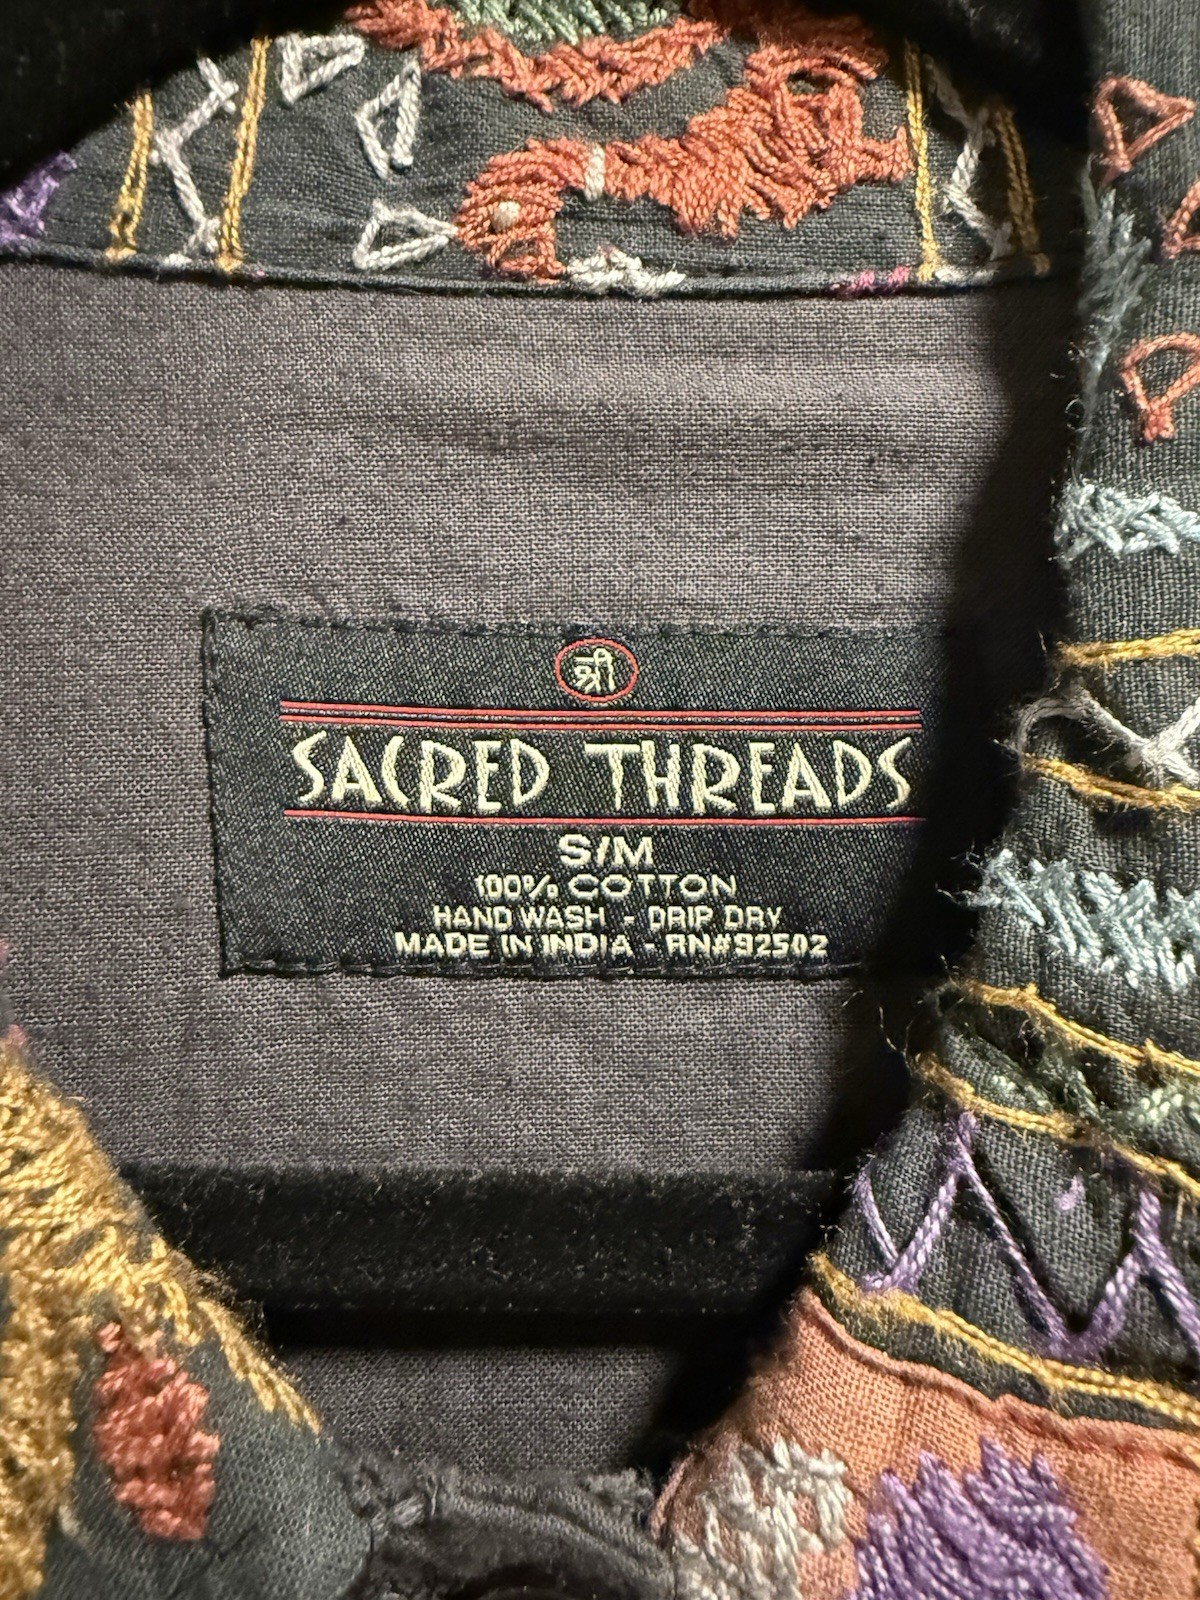 श्री
SACRED THREADS
S/M
100% COTTON
HAND WASH - DRIP DRY
MADE IN INDIA - RN#92502